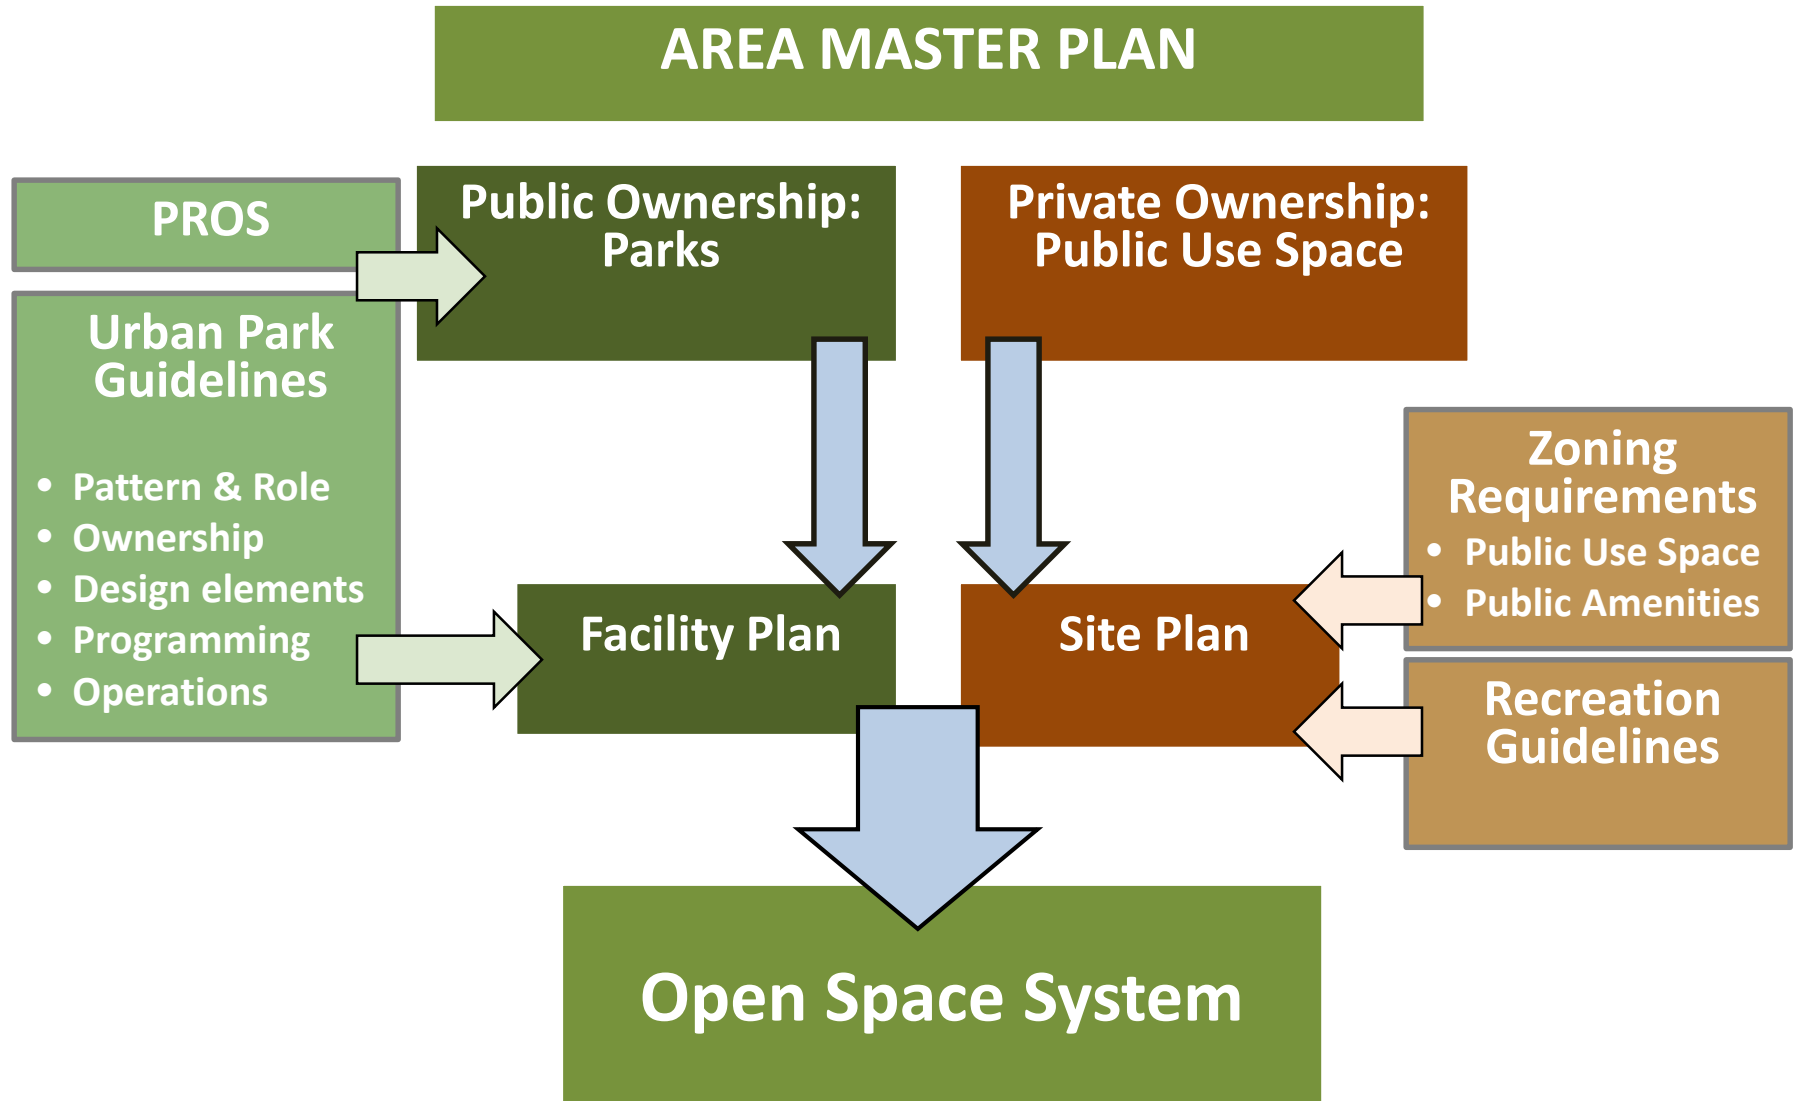 AREA MASTER PLAN
PROS
Public Ownership:
Parks
Private Ownership:
Public Use Space
Urban Park
Guidelines
• Pattern & Role
• Ownership
• Design elements
• Programming
• Operations
Zoning
Requirements
• Public Use Space
• Public Amenities
Facility Plan
Site Plan
Recreation
Guidelines
Open Space System